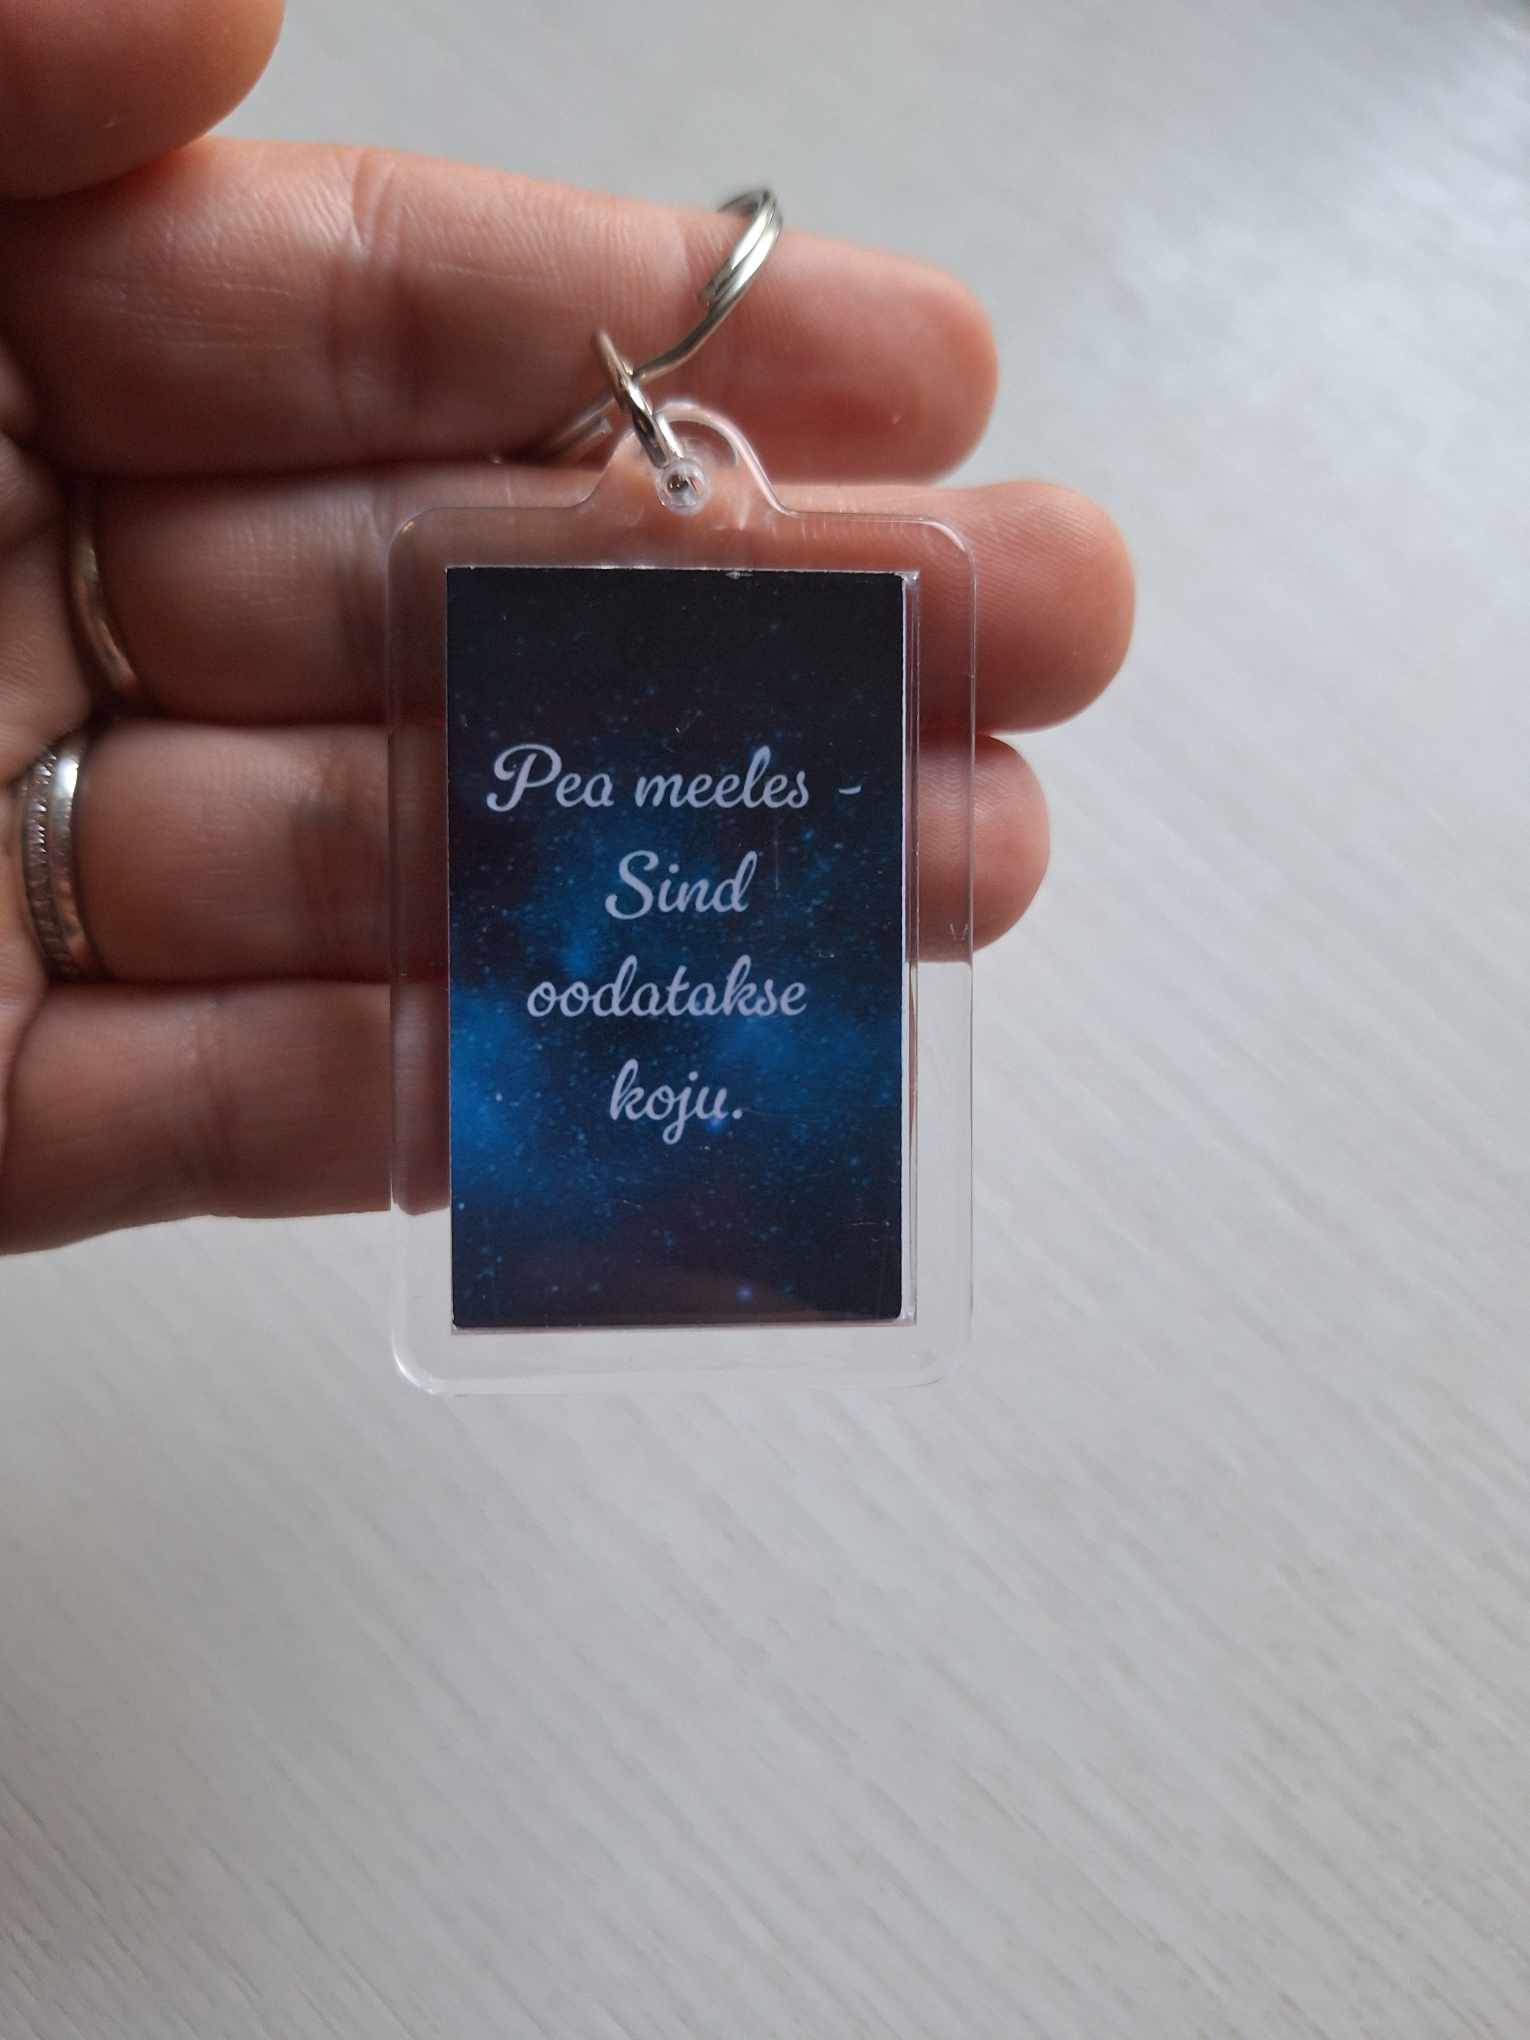 Pea meeles -
Sind
oodatakse
koju.